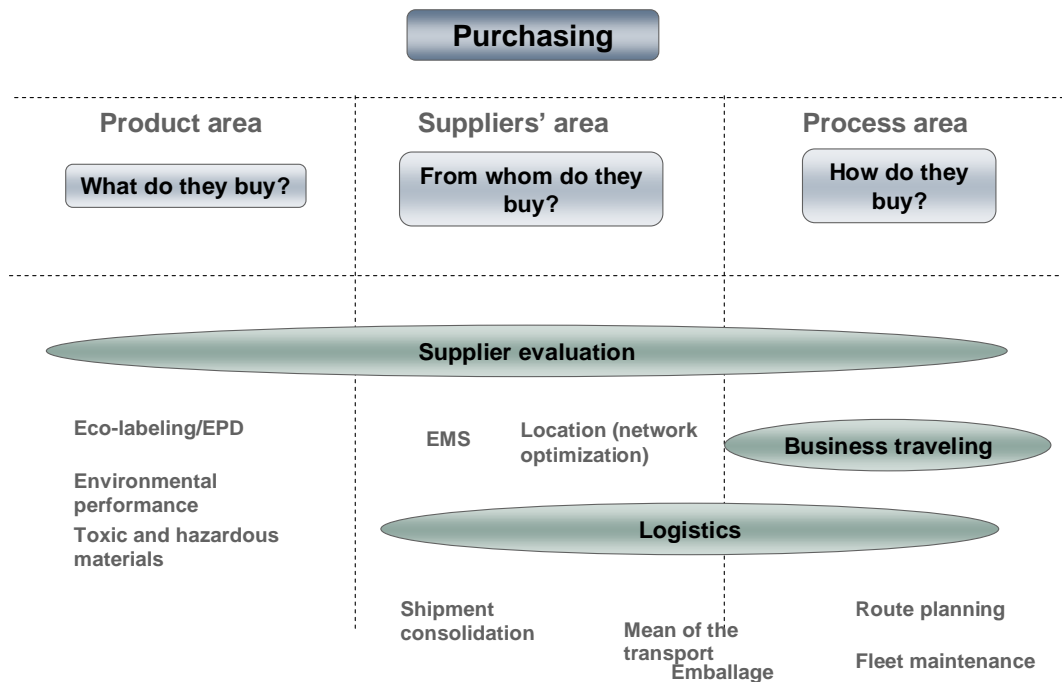 Purchasing
Product area
Suppliers' area
Process area
What do they buy?
From whom do they
buy?
How do they
buy?
Supplier evaluation
Eco-labeling/EPD
EMS
Location (network
optimization)
Business traveling
Environmental
performance
Toxic and hazardous
materials
Logistics
Shipment
consolidation
Mean of the
transport
Emballage
Route planning
Fleet maintenance